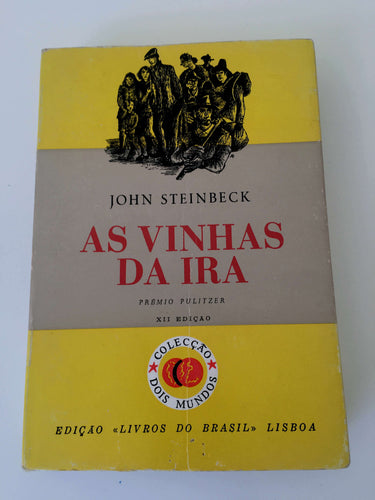 JOHN STEINBECK
AS VINHAS
DA IRA
PRÉMIO PULITZER
XII EDIÇÃO
COLECÇÃO
DOIS MUNDOS
EDIÇÃO «LIVROS DO BRASIL» LISBOA